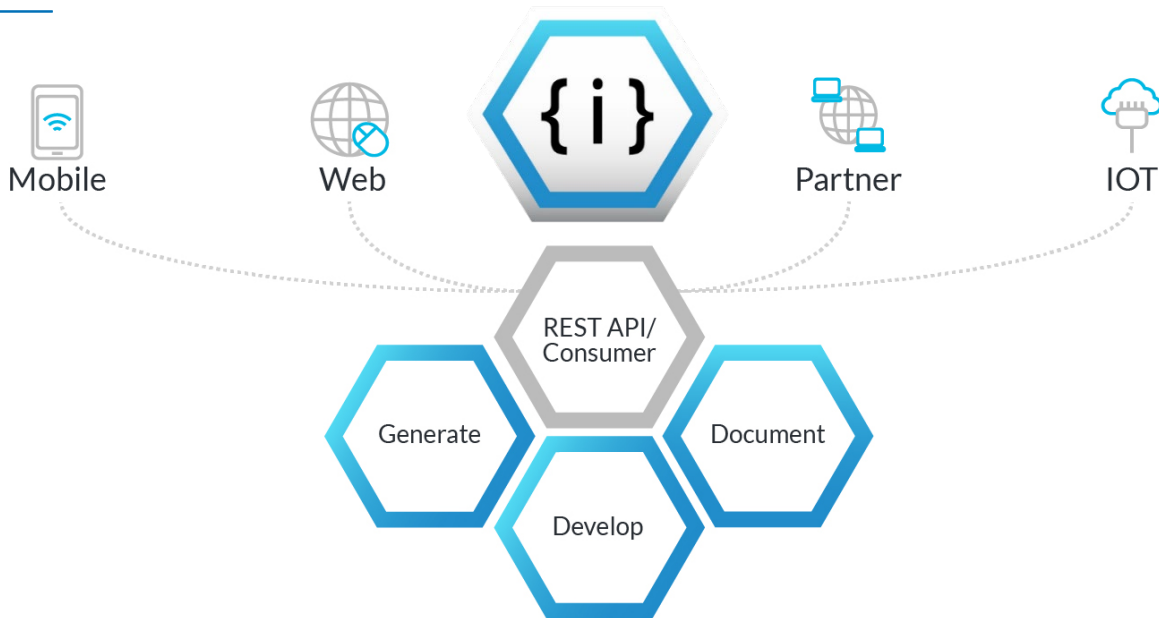 {i}
Mobile
Web
Partner
IOT
REST API/
Consumer
Generate
Document
Develop